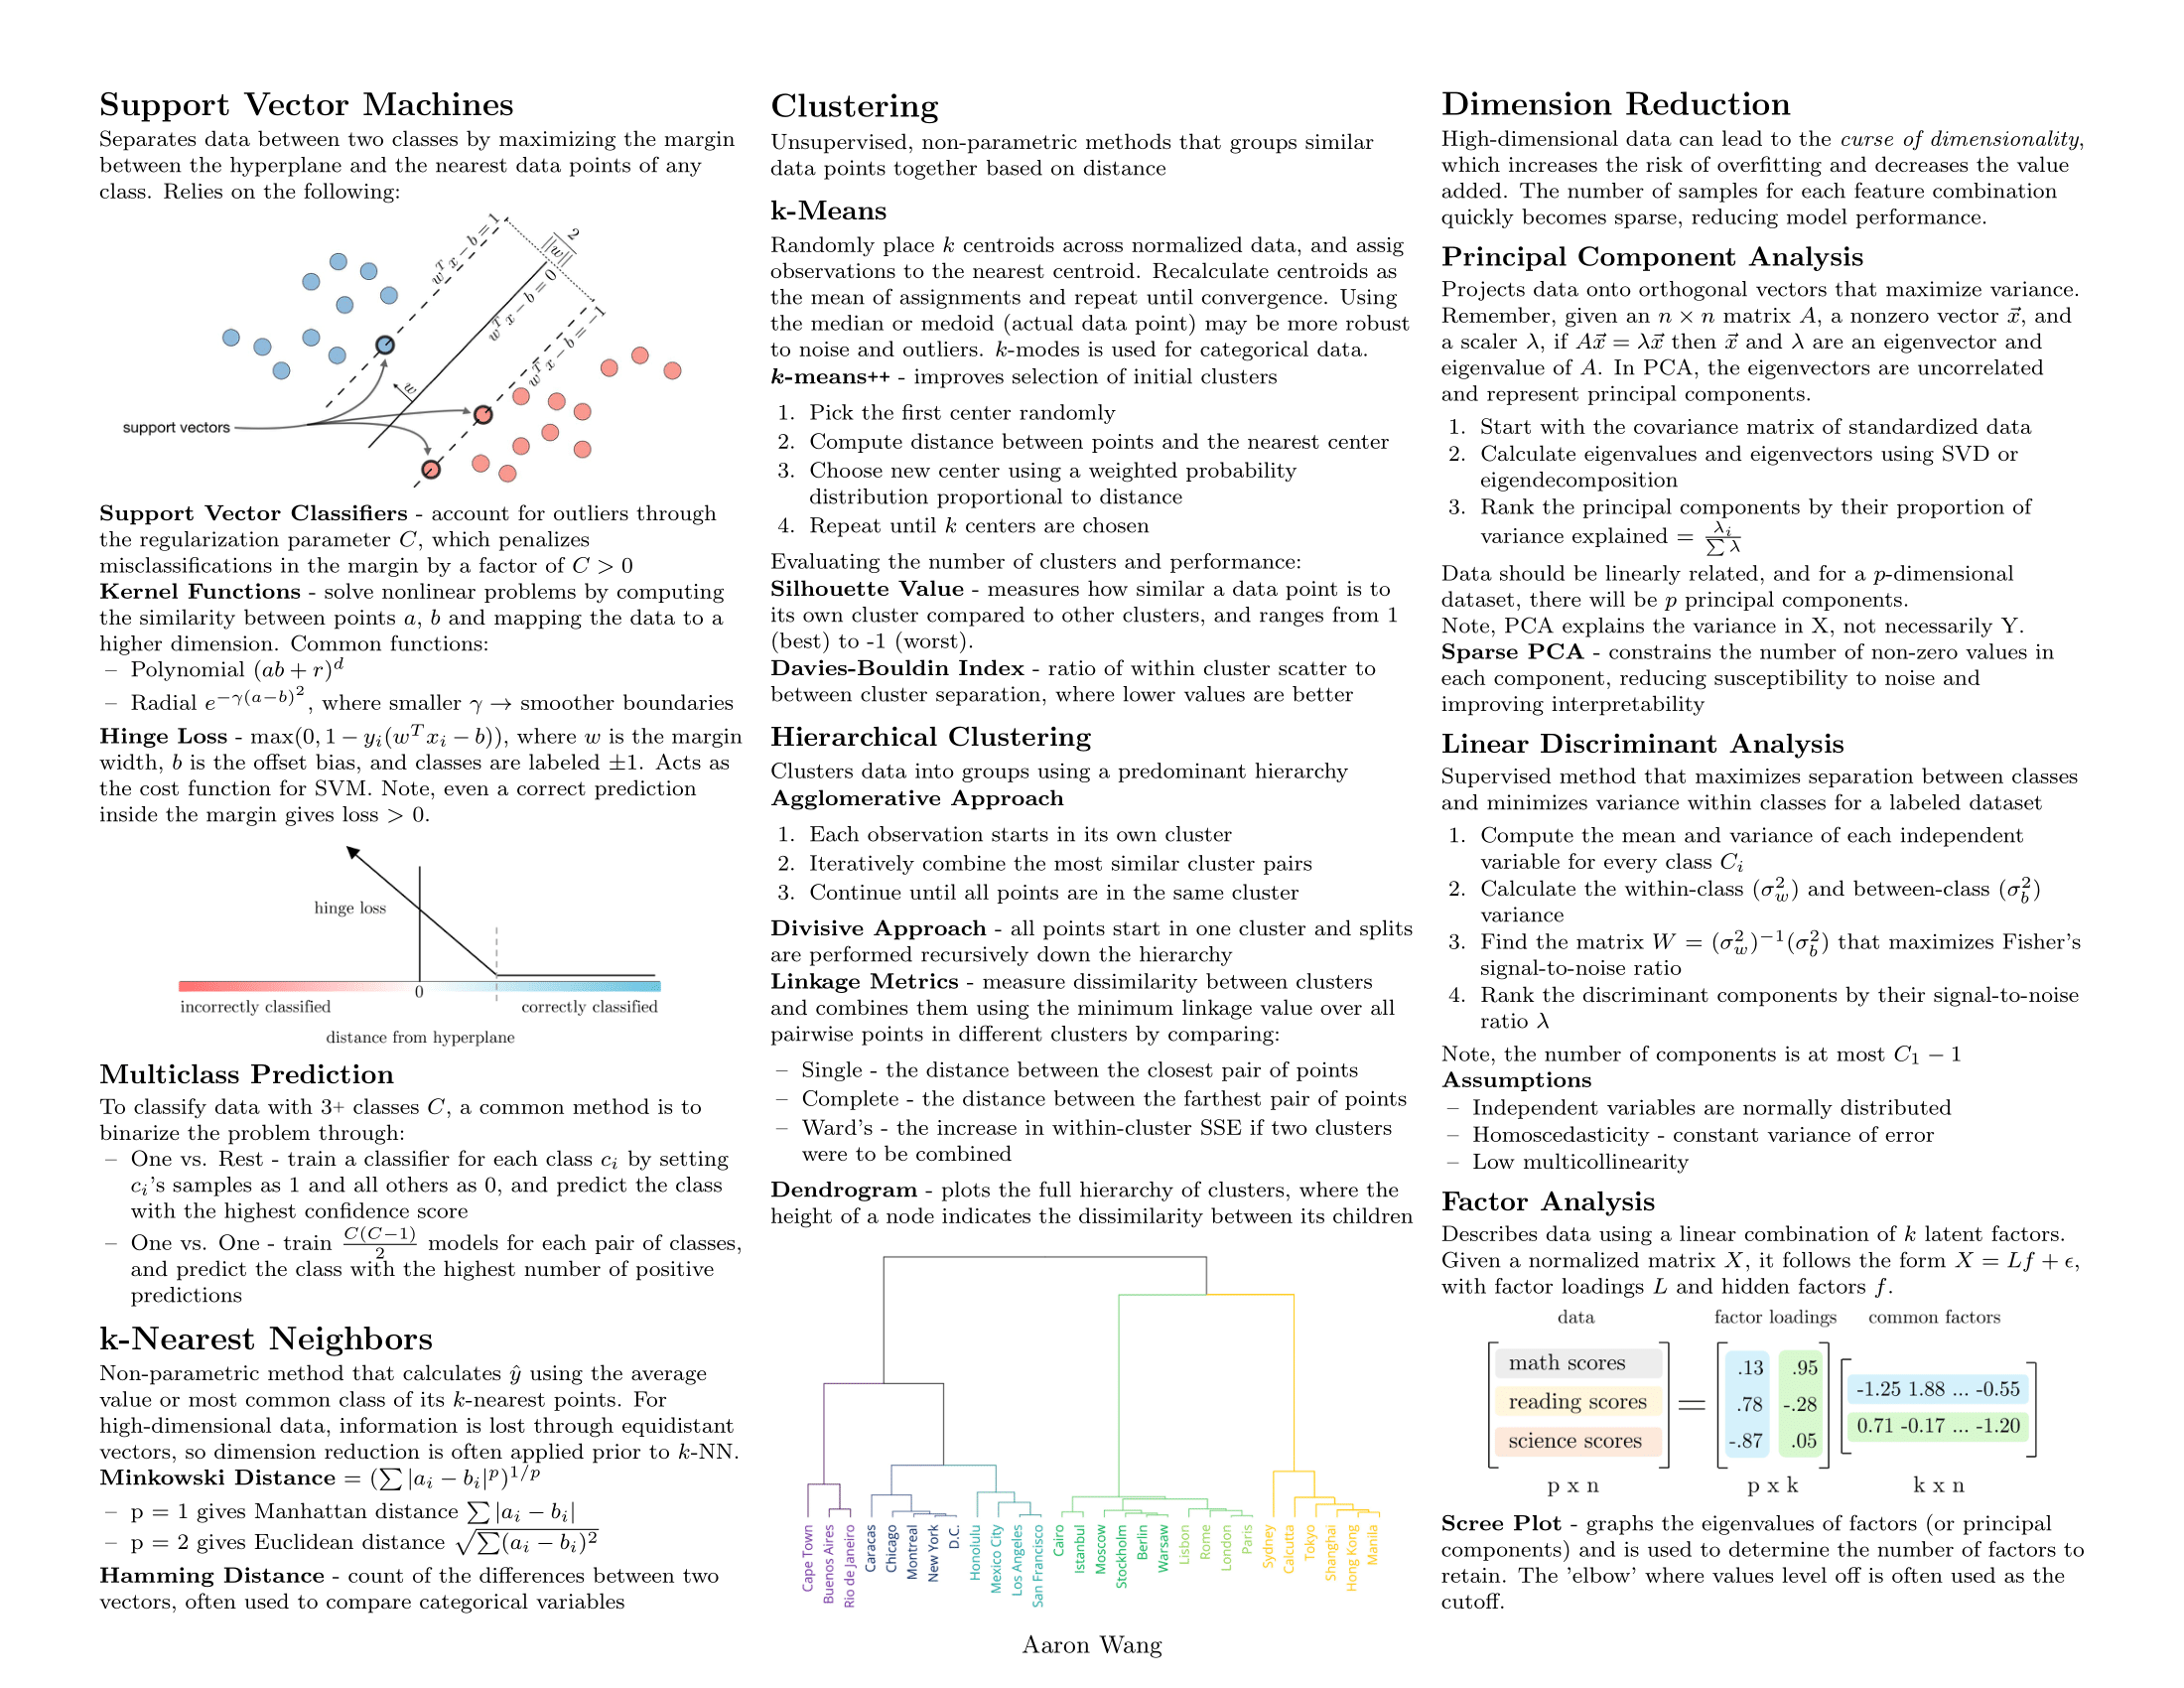 Support Vector Machines
Separates data between two classes by maximizing the margin
between the hyperplane and the nearest data points of any
class. Relies on the following:
w^T x − b = 1
2/||w||
w^T x − b = 0
w^T x − b = −1
w
support vectors
Support Vector Classifiers - account for outliers through
the regularization parameter C, which penalizes
misclassifications in the margin by a factor of C > 0
Kernel Functions - solve nonlinear problems by computing
the similarity between points a, b and mapping the data to a
higher dimension. Common functions:
– Polynomial (ab + r)^d
– Radial e^{−γ(a−b)^2}, where smaller γ → smoother boundaries
Hinge Loss - max(0, 1 − y_i(w^T x_i − b)), where w is the margin
width, b is the offset bias, and classes are labeled ±1. Acts as
the cost function for SVM. Note, even a correct prediction
inside the margin gives loss > 0.
hinge loss
0
incorrectly classified
correctly classified
distance from hyperplane
Multiclass Prediction
To classify data with 3+ classes C, a common method is to
binarize the problem through:
– One vs. Rest - train a classifier for each class c_i by setting
c_i's samples as 1 and all others as 0, and predict the class
with the highest confidence score
– One vs. One - train C(C−1)/2 models for each pair of classes,
and predict the class with the highest number of positive
predictions
k-Nearest Neighbors
Non-parametric method that calculates ŷ using the average
value or most common class of its k-nearest points. For
high-dimensional data, information is lost through equidistant
vectors, so dimension reduction is often applied prior to k-NN.
Minkowski Distance = (∑ |a_i − b_i|^p)^{1/p}
– p = 1 gives Manhattan distance ∑ |a_i − b_i|
– p = 2 gives Euclidean distance √∑(a_i − b_i)^2
Hamming Distance - count of the differences between two
vectors, often used to compare categorical variables
Clustering
Unsupervised, non-parametric methods that groups similar
data points together based on distance
k-Means
Randomly place k centroids across normalized data, and assig
observations to the nearest centroid. Recalculate centroids as
the mean of assignments and repeat until convergence. Using
the median or medoid (actual data point) may be more robust
to noise and outliers. k-modes is used for categorical data.
k-means++ - improves selection of initial clusters
1. Pick the first center randomly
2. Compute distance between points and the nearest center
3. Choose new center using a weighted probability
distribution proportional to distance
4. Repeat until k centers are chosen
Evaluating the number of clusters and performance:
Silhouette Value - measures how similar a data point is to
its own cluster compared to other clusters, and ranges from 1
(best) to -1 (worst).
Davies-Bouldin Index - ratio of within cluster scatter to
between cluster separation, where lower values are better
Hierarchical Clustering
Clusters data into groups using a predominant hierarchy
Agglomerative Approach
1. Each observation starts in its own cluster
2. Iteratively combine the most similar cluster pairs
3. Continue until all points are in the same cluster
Divisive Approach - all points start in one cluster and splits
are performed recursively down the hierarchy
Linkage Metrics - measure dissimilarity between clusters
and combines them using the minimum linkage value over all
pairwise points in different clusters by comparing:
– Single - the distance between the closest pair of points
– Complete - the distance between the farthest pair of points
– Ward's - the increase in within-cluster SSE if two clusters
were to be combined
Dendrogram - plots the full hierarchy of clusters, where the
height of a node indicates the dissimilarity between its children
Cape Town
Buenos Aires
Rio de Janeiro
Caracas
Chicago
Montreal
New York
D.C.
Honolulu
Mexico City
Los Angeles
San Francisco
Cairo
Istanbul
Moscow
Stockholm
Berlin
Warsaw
Lisbon
Rome
London
Paris
Sydney
Calcutta
Tokyo
Shanghai
Hong Kong
Manila
Dimension Reduction
High-dimensional data can lead to the curse of dimensionality,
which increases the risk of overfitting and decreases the value
added. The number of samples for each feature combination
quickly becomes sparse, reducing model performance.
Principal Component Analysis
Projects data onto orthogonal vectors that maximize variance.
Remember, given an n × n matrix A, a nonzero vector x⃗, and
a scaler λ, if Ax⃗ = λx⃗ then x⃗ and λ are an eigenvector and
eigenvalue of A. In PCA, the eigenvectors are uncorrelated
and represent principal components.
1. Start with the covariance matrix of standardized data
2. Calculate eigenvalues and eigenvectors using SVD or
eigendecomposition
3. Rank the principal components by their proportion of
variance explained = λ_i/∑λ
Data should be linearly related, and for a p-dimensional
dataset, there will be p principal components.
Note, PCA explains the variance in X, not necessarily Y.
Sparse PCA - constrains the number of non-zero values in
each component, reducing susceptibility to noise and
improving interpretability
Linear Discriminant Analysis
Supervised method that maximizes separation between classes
and minimizes variance within classes for a labeled dataset
1. Compute the mean and variance of each independent
variable for every class C_i
2. Calculate the within-class (σ_w^2) and between-class (σ_b^2)
variance
3. Find the matrix W = (σ_w^2)^{−1}(σ_b^2) that maximizes Fisher's
signal-to-noise ratio
4. Rank the discriminant components by their signal-to-noise
ratio λ
Note, the number of components is at most C_1 − 1
Assumptions
– Independent variables are normally distributed
– Homoscedasticity - constant variance of error
– Low multicollinearity
Factor Analysis
Describes data using a linear combination of k latent factors.
Given a normalized matrix X, it follows the form X = Lf + ϵ,
with factor loadings L and hidden factors f.
data factor loadings common factors
math scores
reading scores
science scores
=
.13 .95
.78 -.28
-.87 .05
-1.25 1.88 ... -0.55
0.71 -0.17 ... -1.20
p x n p x k k x n
Scree Plot - graphs the eigenvalues of factors (or principal
components) and is used to determine the number of factors to
retain. The 'elbow' where values level off is often used as the
cutoff.
Aaron Wang